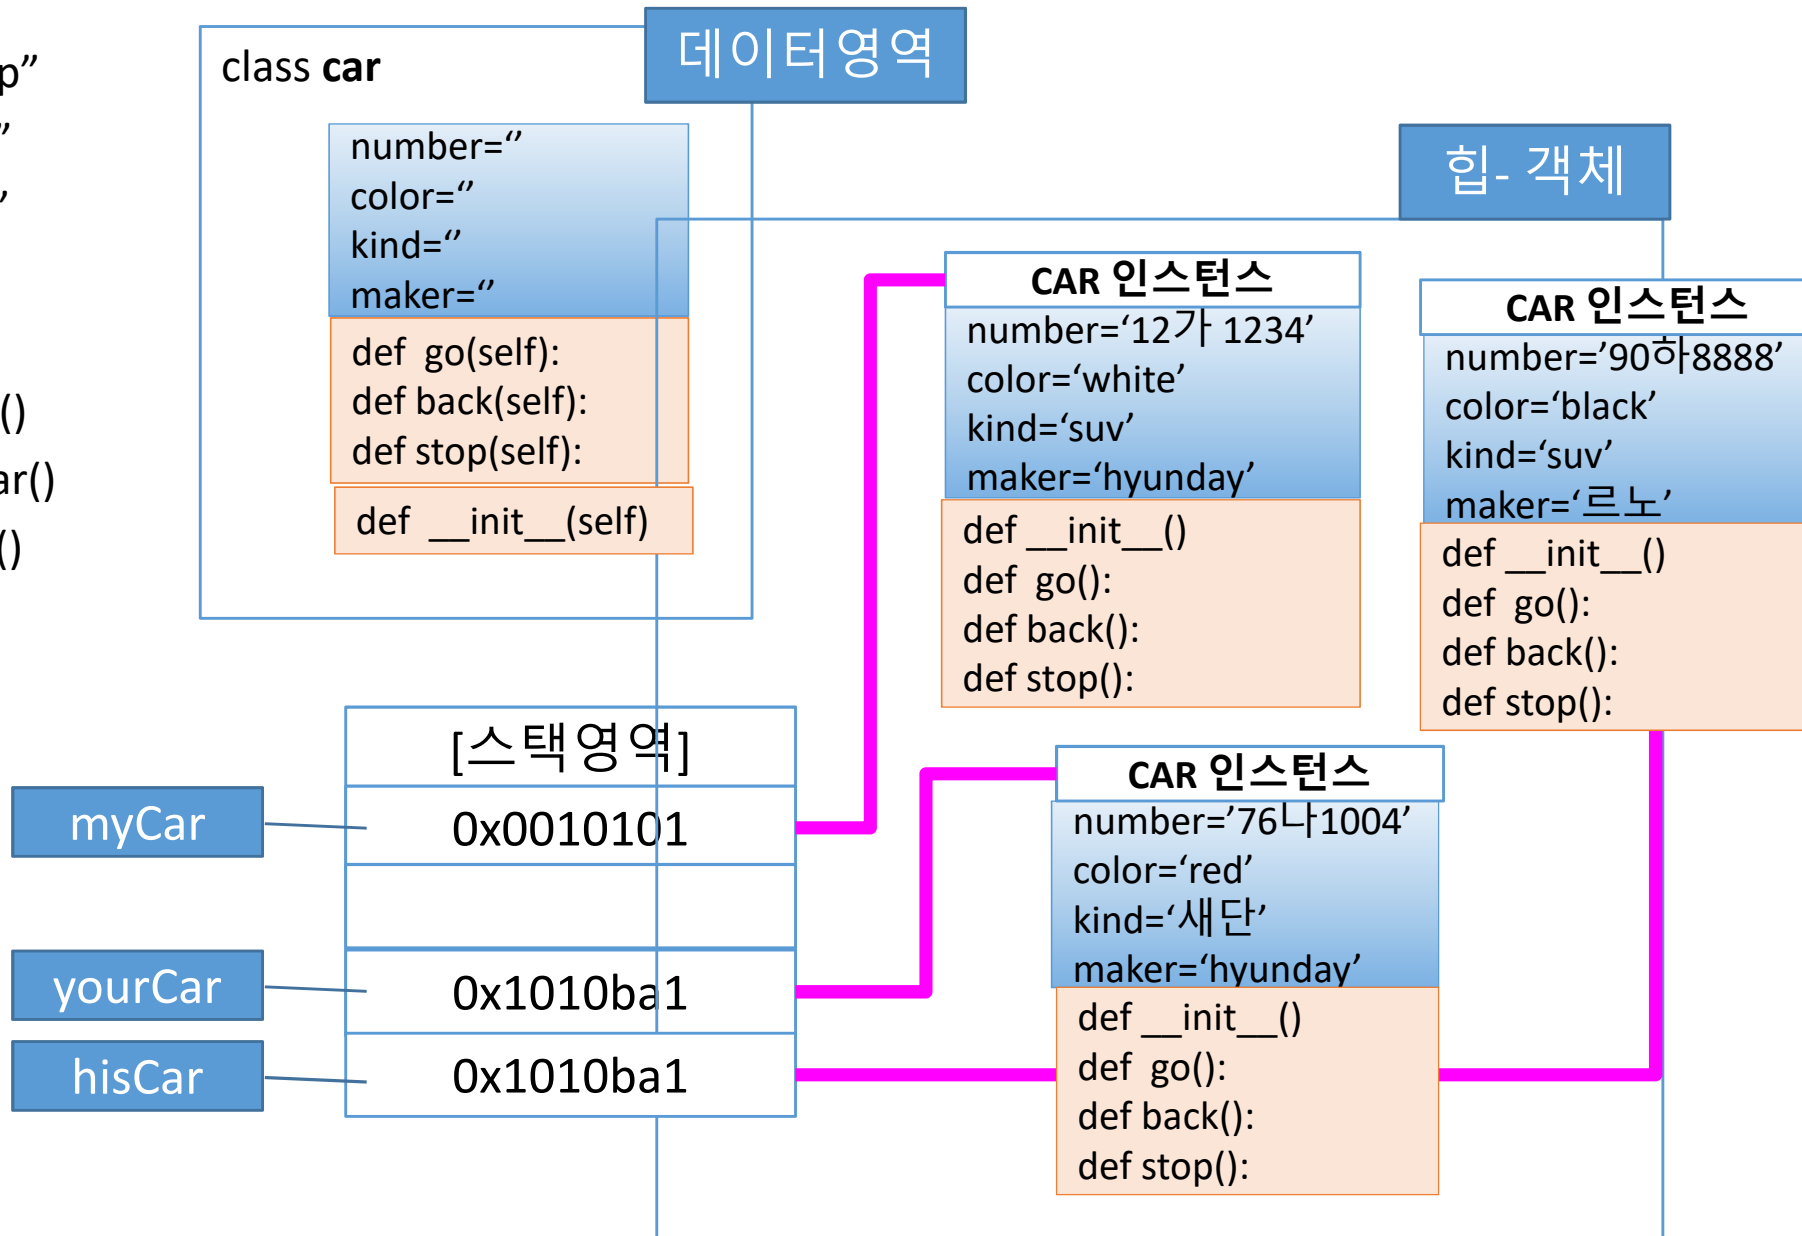 p”
”
”
()
ar()
()
데이터영역
class car
number=‘’
color=‘’
kind=‘’
maker=‘’
def go(self):
def back(self):
def stop(self):
def __init__(self)
힙- 객체
CAR 인스턴스
number=‘12가 1234’
color=‘white’
kind=‘suv’
maker=‘hyunday’
def __init__()
def go():
def back():
def stop():
CAR 인스턴스
number=’90하8888’
color=‘black’
kind=‘suv’
maker=‘르노’
def __init__()
def go():
def back():
def stop():
[스택영역]
myCar
0x0010101
yourCar
0x1010ba1
hisCar
0x1010ba1
CAR 인스턴스
number=’76나1004’
color=‘red’
kind=‘새단’
maker=‘hyunday’
def __init__()
def go():
def back():
def stop():